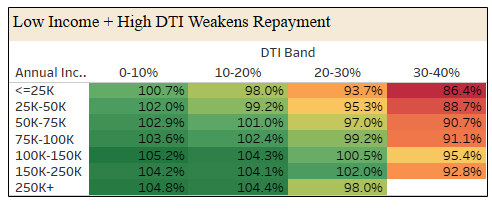 Low Income + High DTI Weakens Repayment
DTI Band
Annual Inc.. 0-10% 10-20% 20-30% 30-40%
<=25K 100.7% 98.0% 93.7% 86.4%
25K-50K 102.0% 99.2% 95.3% 88.7%
50K-75K 102.9% 101.0% 97.0% 90.7%
75K-100K 103.6% 102.4% 99.2% 91.1%
100K-150K 105.2% 104.3% 100.5% 95.4%
150K-250K 104.2% 104.1% 102.0% 92.8%
250K+ 104.8% 104.4% 98.0%